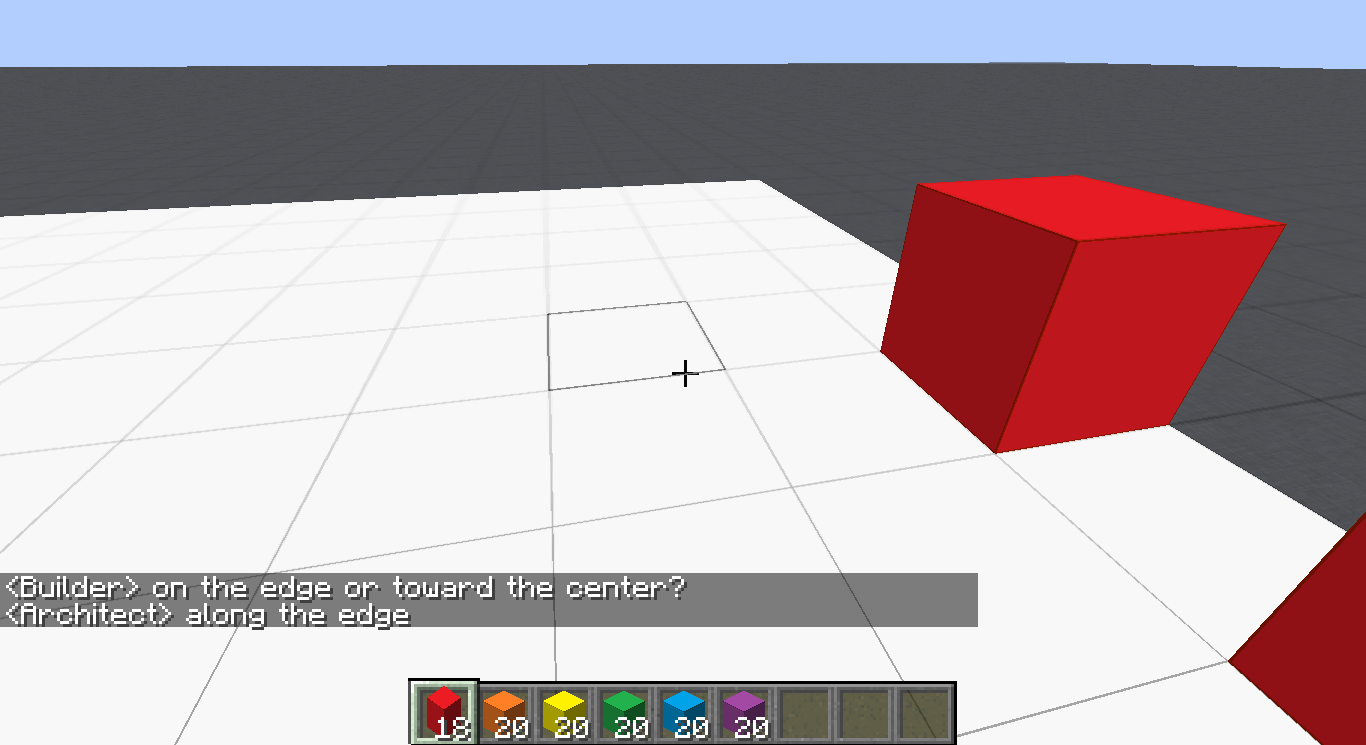 <Builder> on the edge or toward the center?
<Architect> along the edge
18 20 20 20 20 20